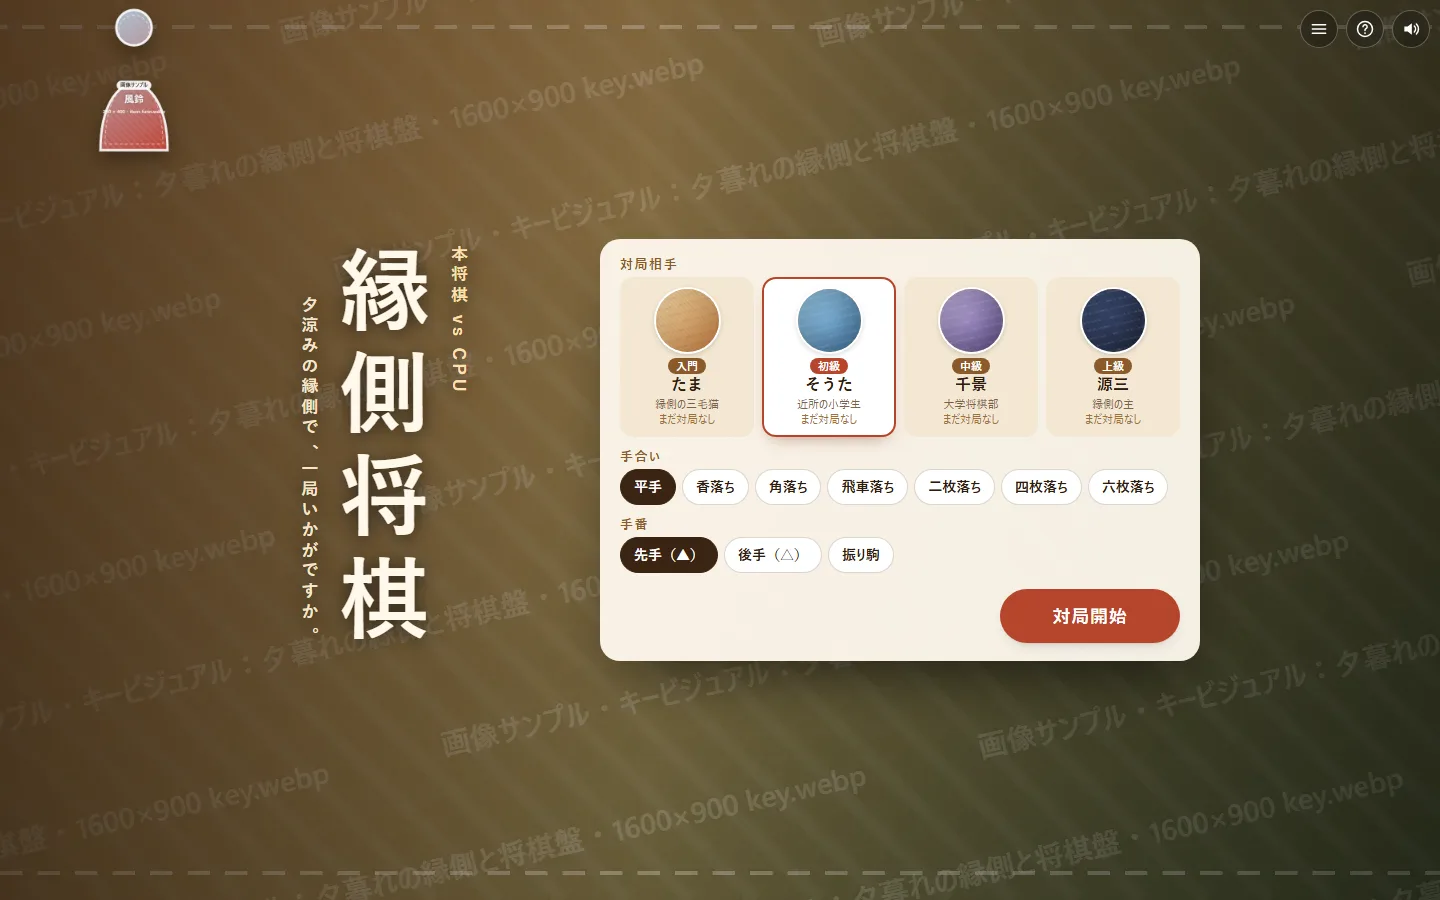 画像サンプル
風鈴
本将棋 vs CPU
縁側将棋
夕涼みの縁側で、一局いかがですか。
対局相手
入門
たま
縁側の三毛猫
まだ対局なし
初級
そうた
近所の小学生
まだ対局なし
中級
千景
大学将棋部
まだ対局なし
上級
源三
縁側の主
まだ対局なし
手合い
平手 香落ち 角落ち 飛車落ち 二枚落ち 四枚落ち 六枚落ち
手番
先手（▲） 後手（△） 振り駒
対局開始
画像サンプル・キービジュアル：夕暮れの縁側と将棋盤・1600×900 key.webp